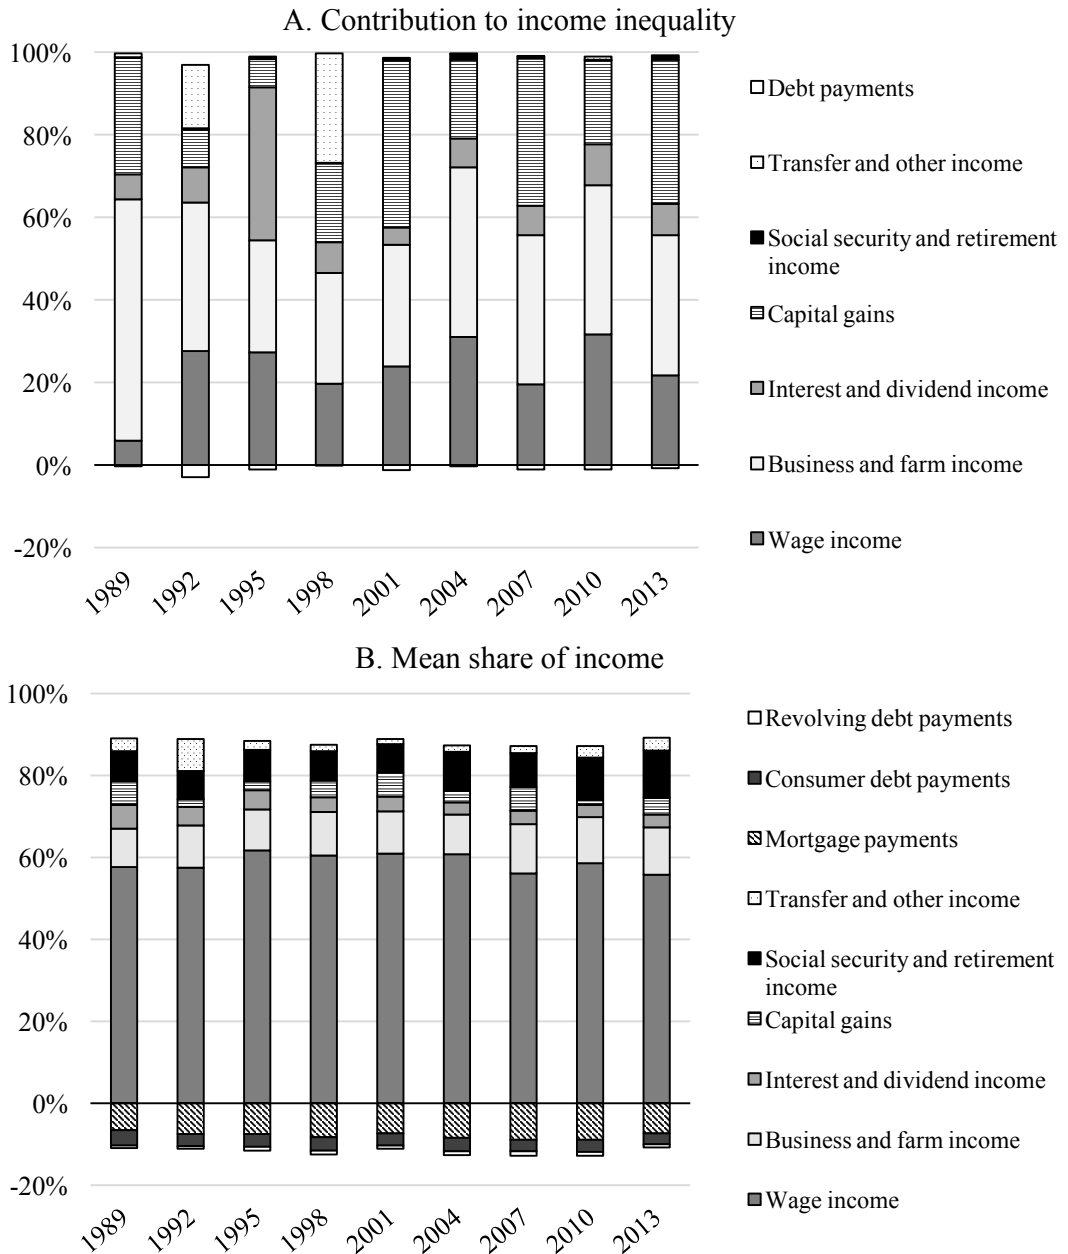 A. Contribution to income inequality
100%
80%
60%
40%
20%
0%
-20%
1989
1992
1995
1998
2001
2004
2007
2010
2013
Debt payments
Transfer and other income
Social security and retirement
income
Capital gains
Interest and dividend income
Business and farm income
Wage income
B. Mean share of income
100%
80%
60%
40%
20%
0%
-20%
1989
1992
1995
1998
2001
2004
2007
2010
2013
Revolving debt payments
Consumer debt payments
Mortgage payments
Transfer and other income
Social security and retirement
income
Capital gains
Interest and dividend income
Business and farm income
Wage income